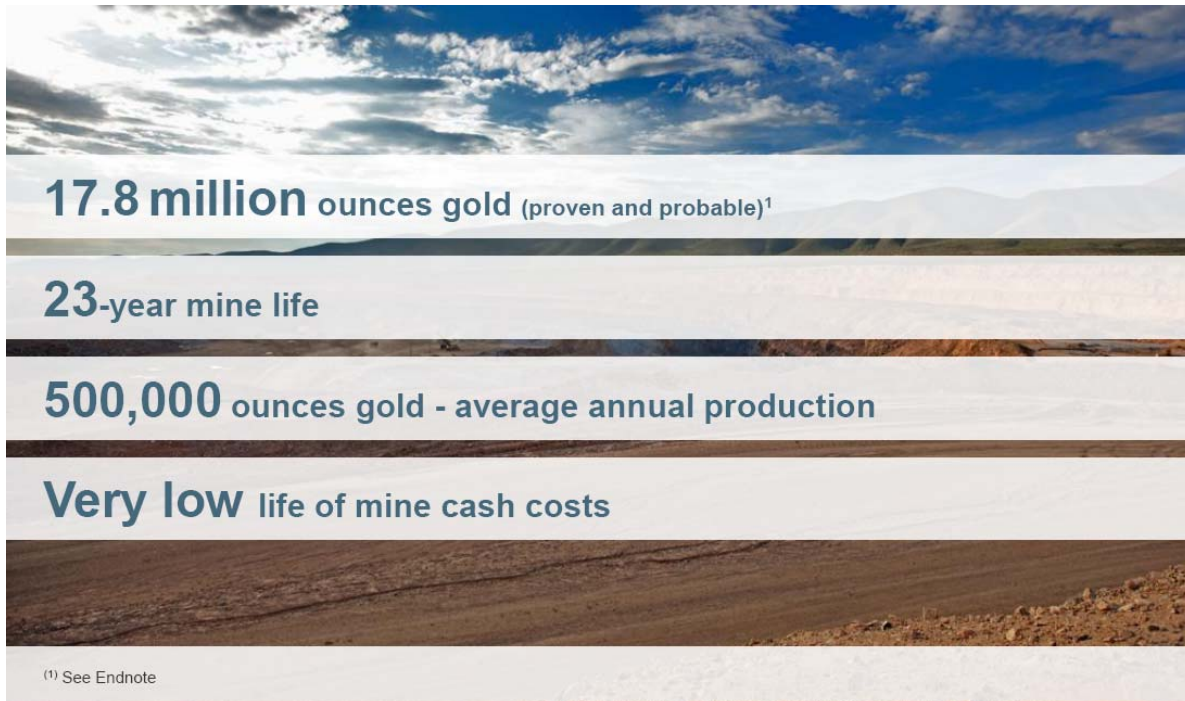 17.8 million ounces gold (proven and probable)¹
23-year mine life
500,000 ounces gold - average annual production
Very low life of mine cash costs
⁽¹⁾ See Endnote